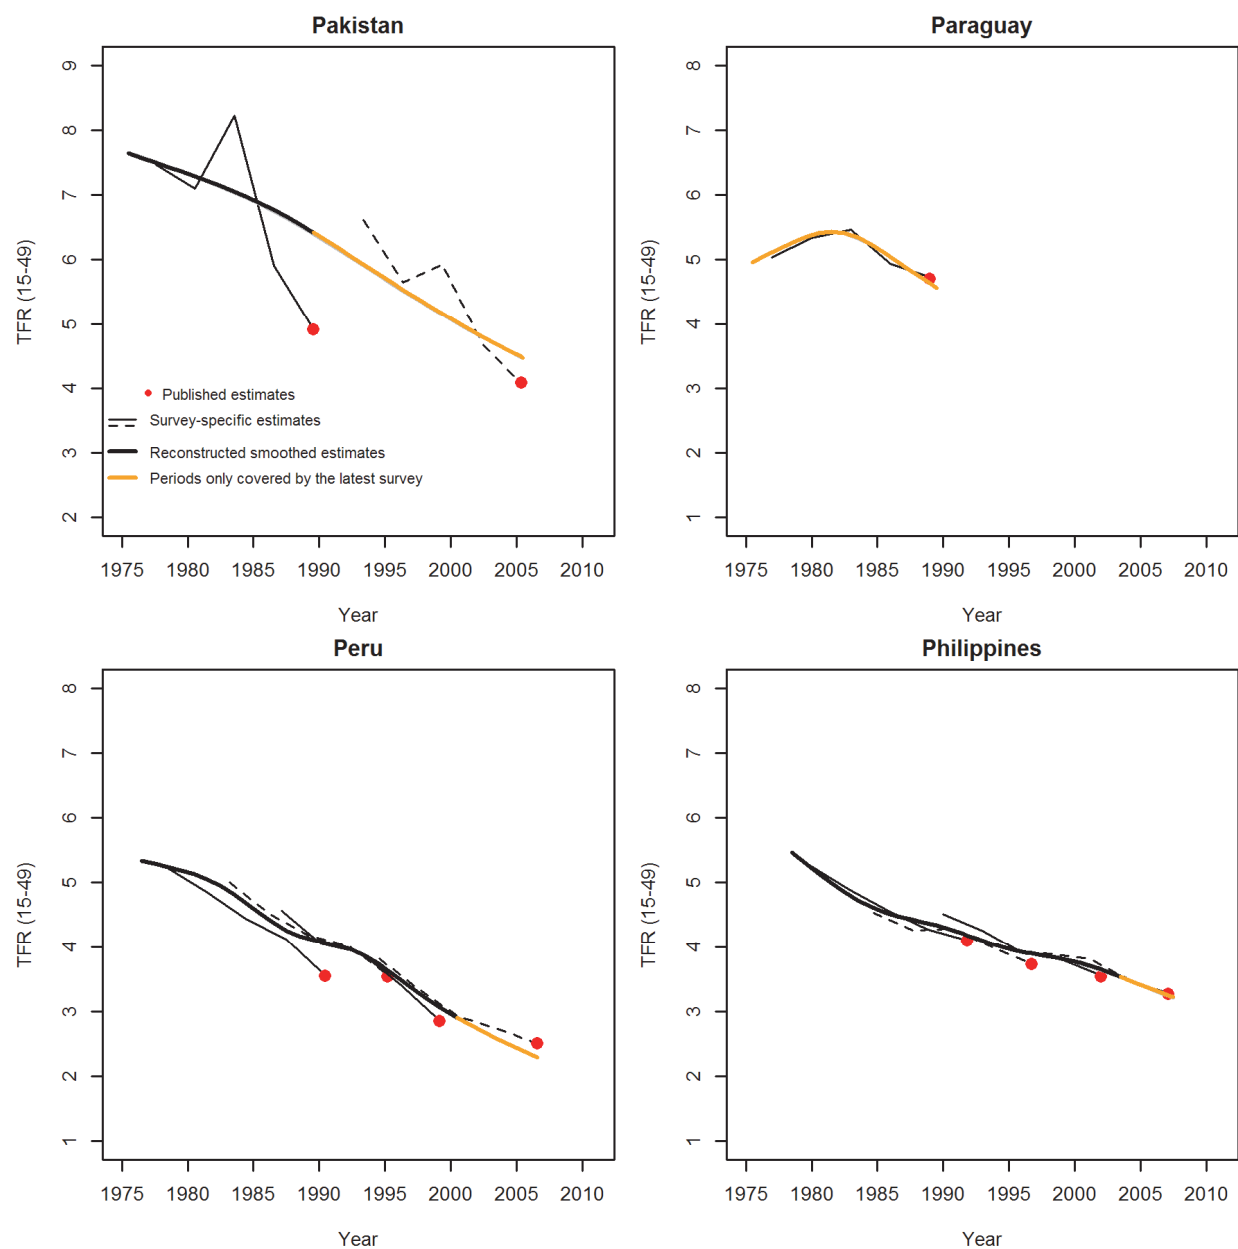 Pakistan
9
8
7
6
5
4
3
2
TFR (15-49)
Published estimates
Survey-specific estimates
Reconstructed smoothed estimates
Periods only covered by the latest survey
1975 1980 1985 1990 1995 2000 2005 2010
Year
Paraguay
8
7
6
5
4
3
2
1
TFR (15-49)
1975 1980 1985 1990 1995 2000 2005 2010
Year
Peru
8
7
6
5
4
3
2
1
TFR (15-49)
1975 1980 1985 1990 1995 2000 2005 2010
Year
Philippines
8
7
6
5
4
3
2
1
TFR (15-49)
1975 1980 1985 1990 1995 2000 2005 2010
Year